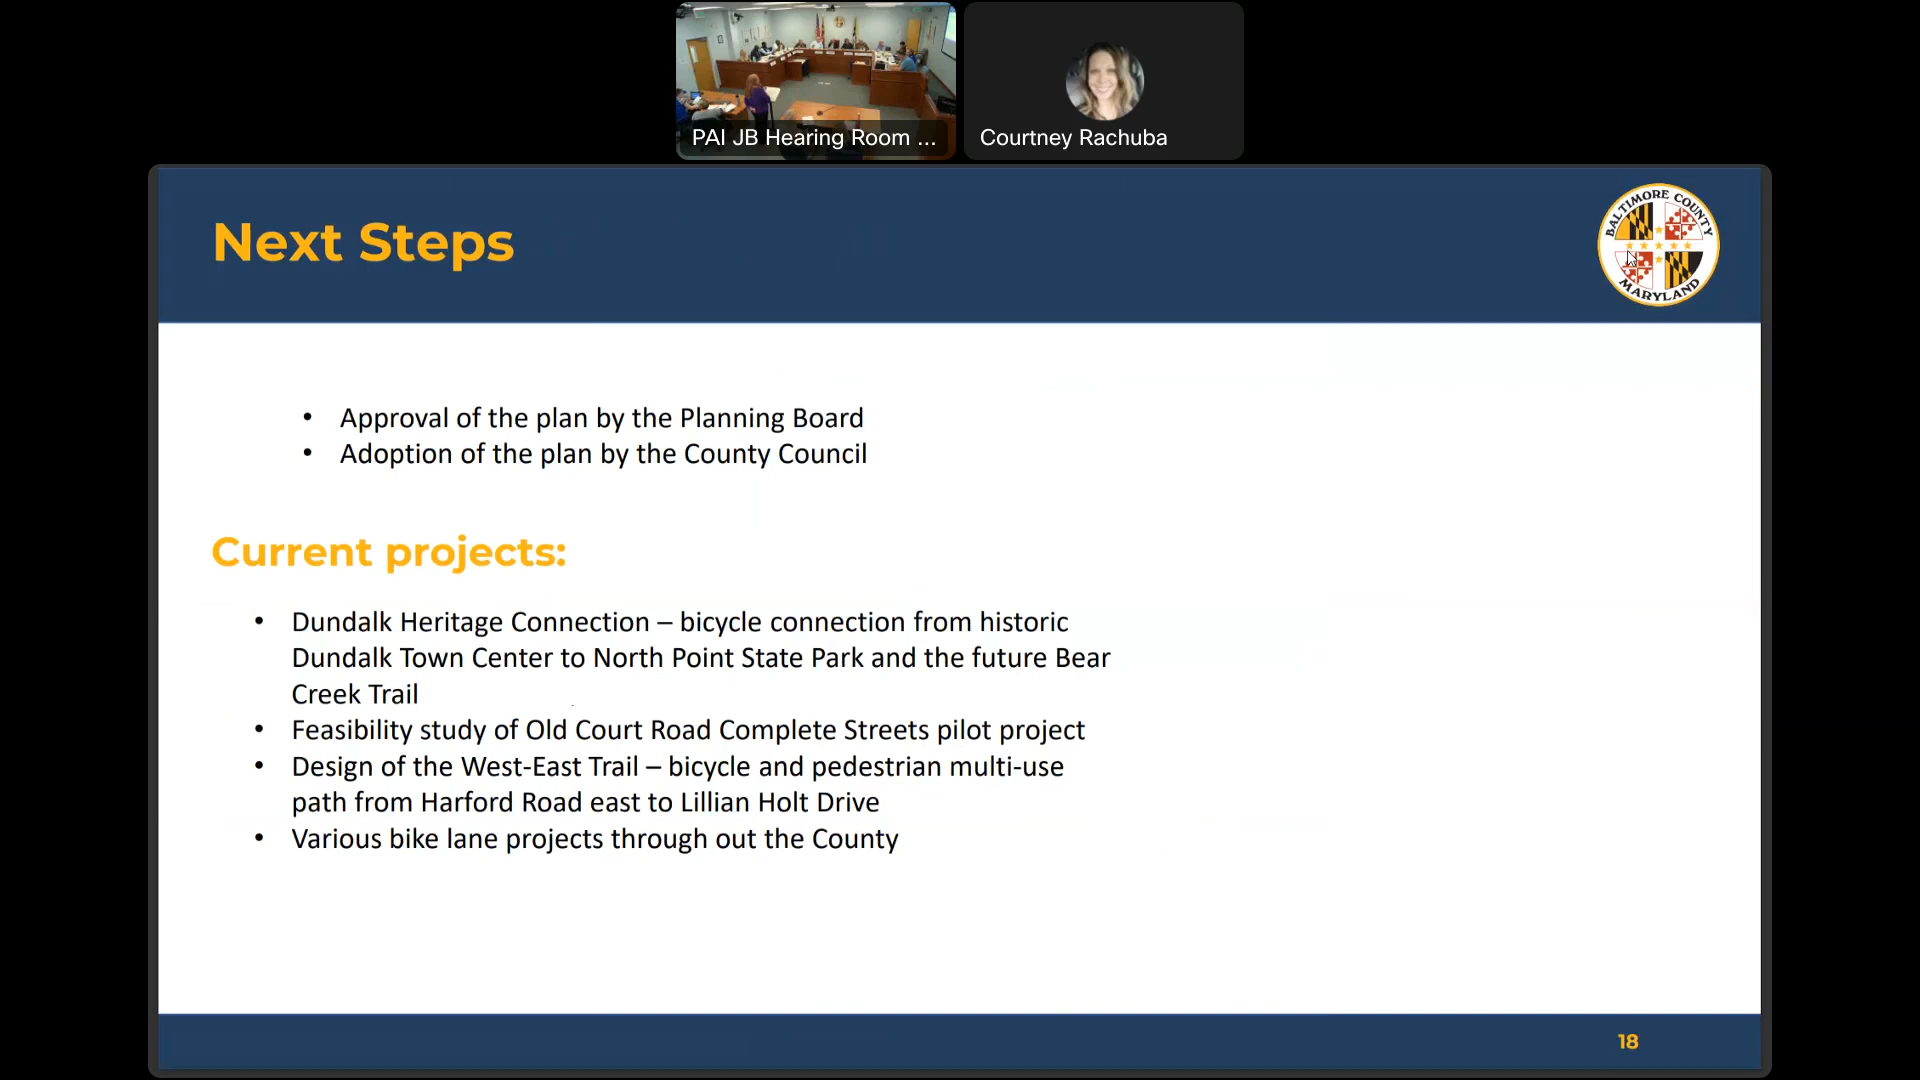 PAI JB Hearing Room ...
Courtney Rachuba
Next Steps
BALTIMORE COUNTY
MARYLAND
• Approval of the plan by the Planning Board
• Adoption of the plan by the County Council
Current projects:
• Dundalk Heritage Connection – bicycle connection from historic
Dundalk Town Center to North Point State Park and the future Bear
Creek Trail
• Feasibility study of Old Court Road Complete Streets pilot project
• Design of the West-East Trail – bicycle and pedestrian multi-use
path from Harford Road east to Lillian Holt Drive
• Various bike lane projects through out the County
18